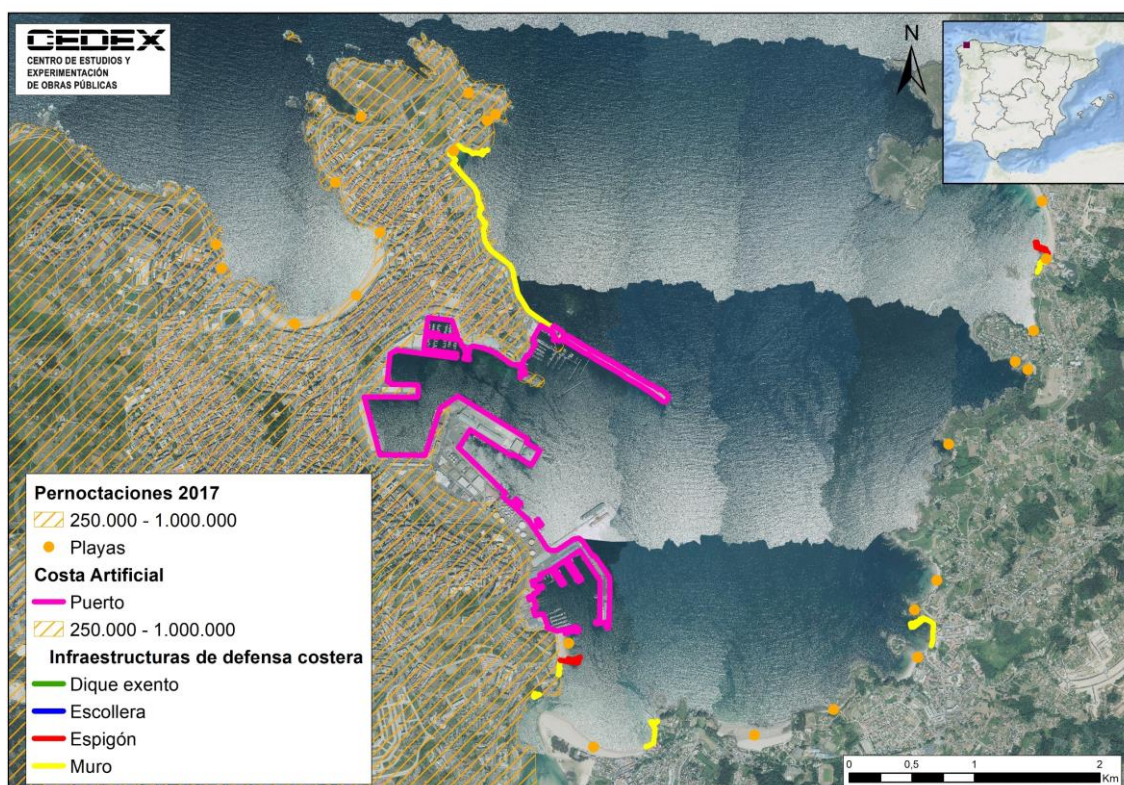 CEDEX
CENTRO DE ESTUDIOS Y
EXPERIMENTACIÓN
DE OBRAS PÚBLICAS
N
Pernoctaciones 2017
250.000 - 1.000.000
Playas
Costa Artificial
Puerto
250.000 - 1.000.000
Infraestructuras de defensa costera
Dique exento
Escollera
Espigón
Muro
0 0,5 1 2
Km